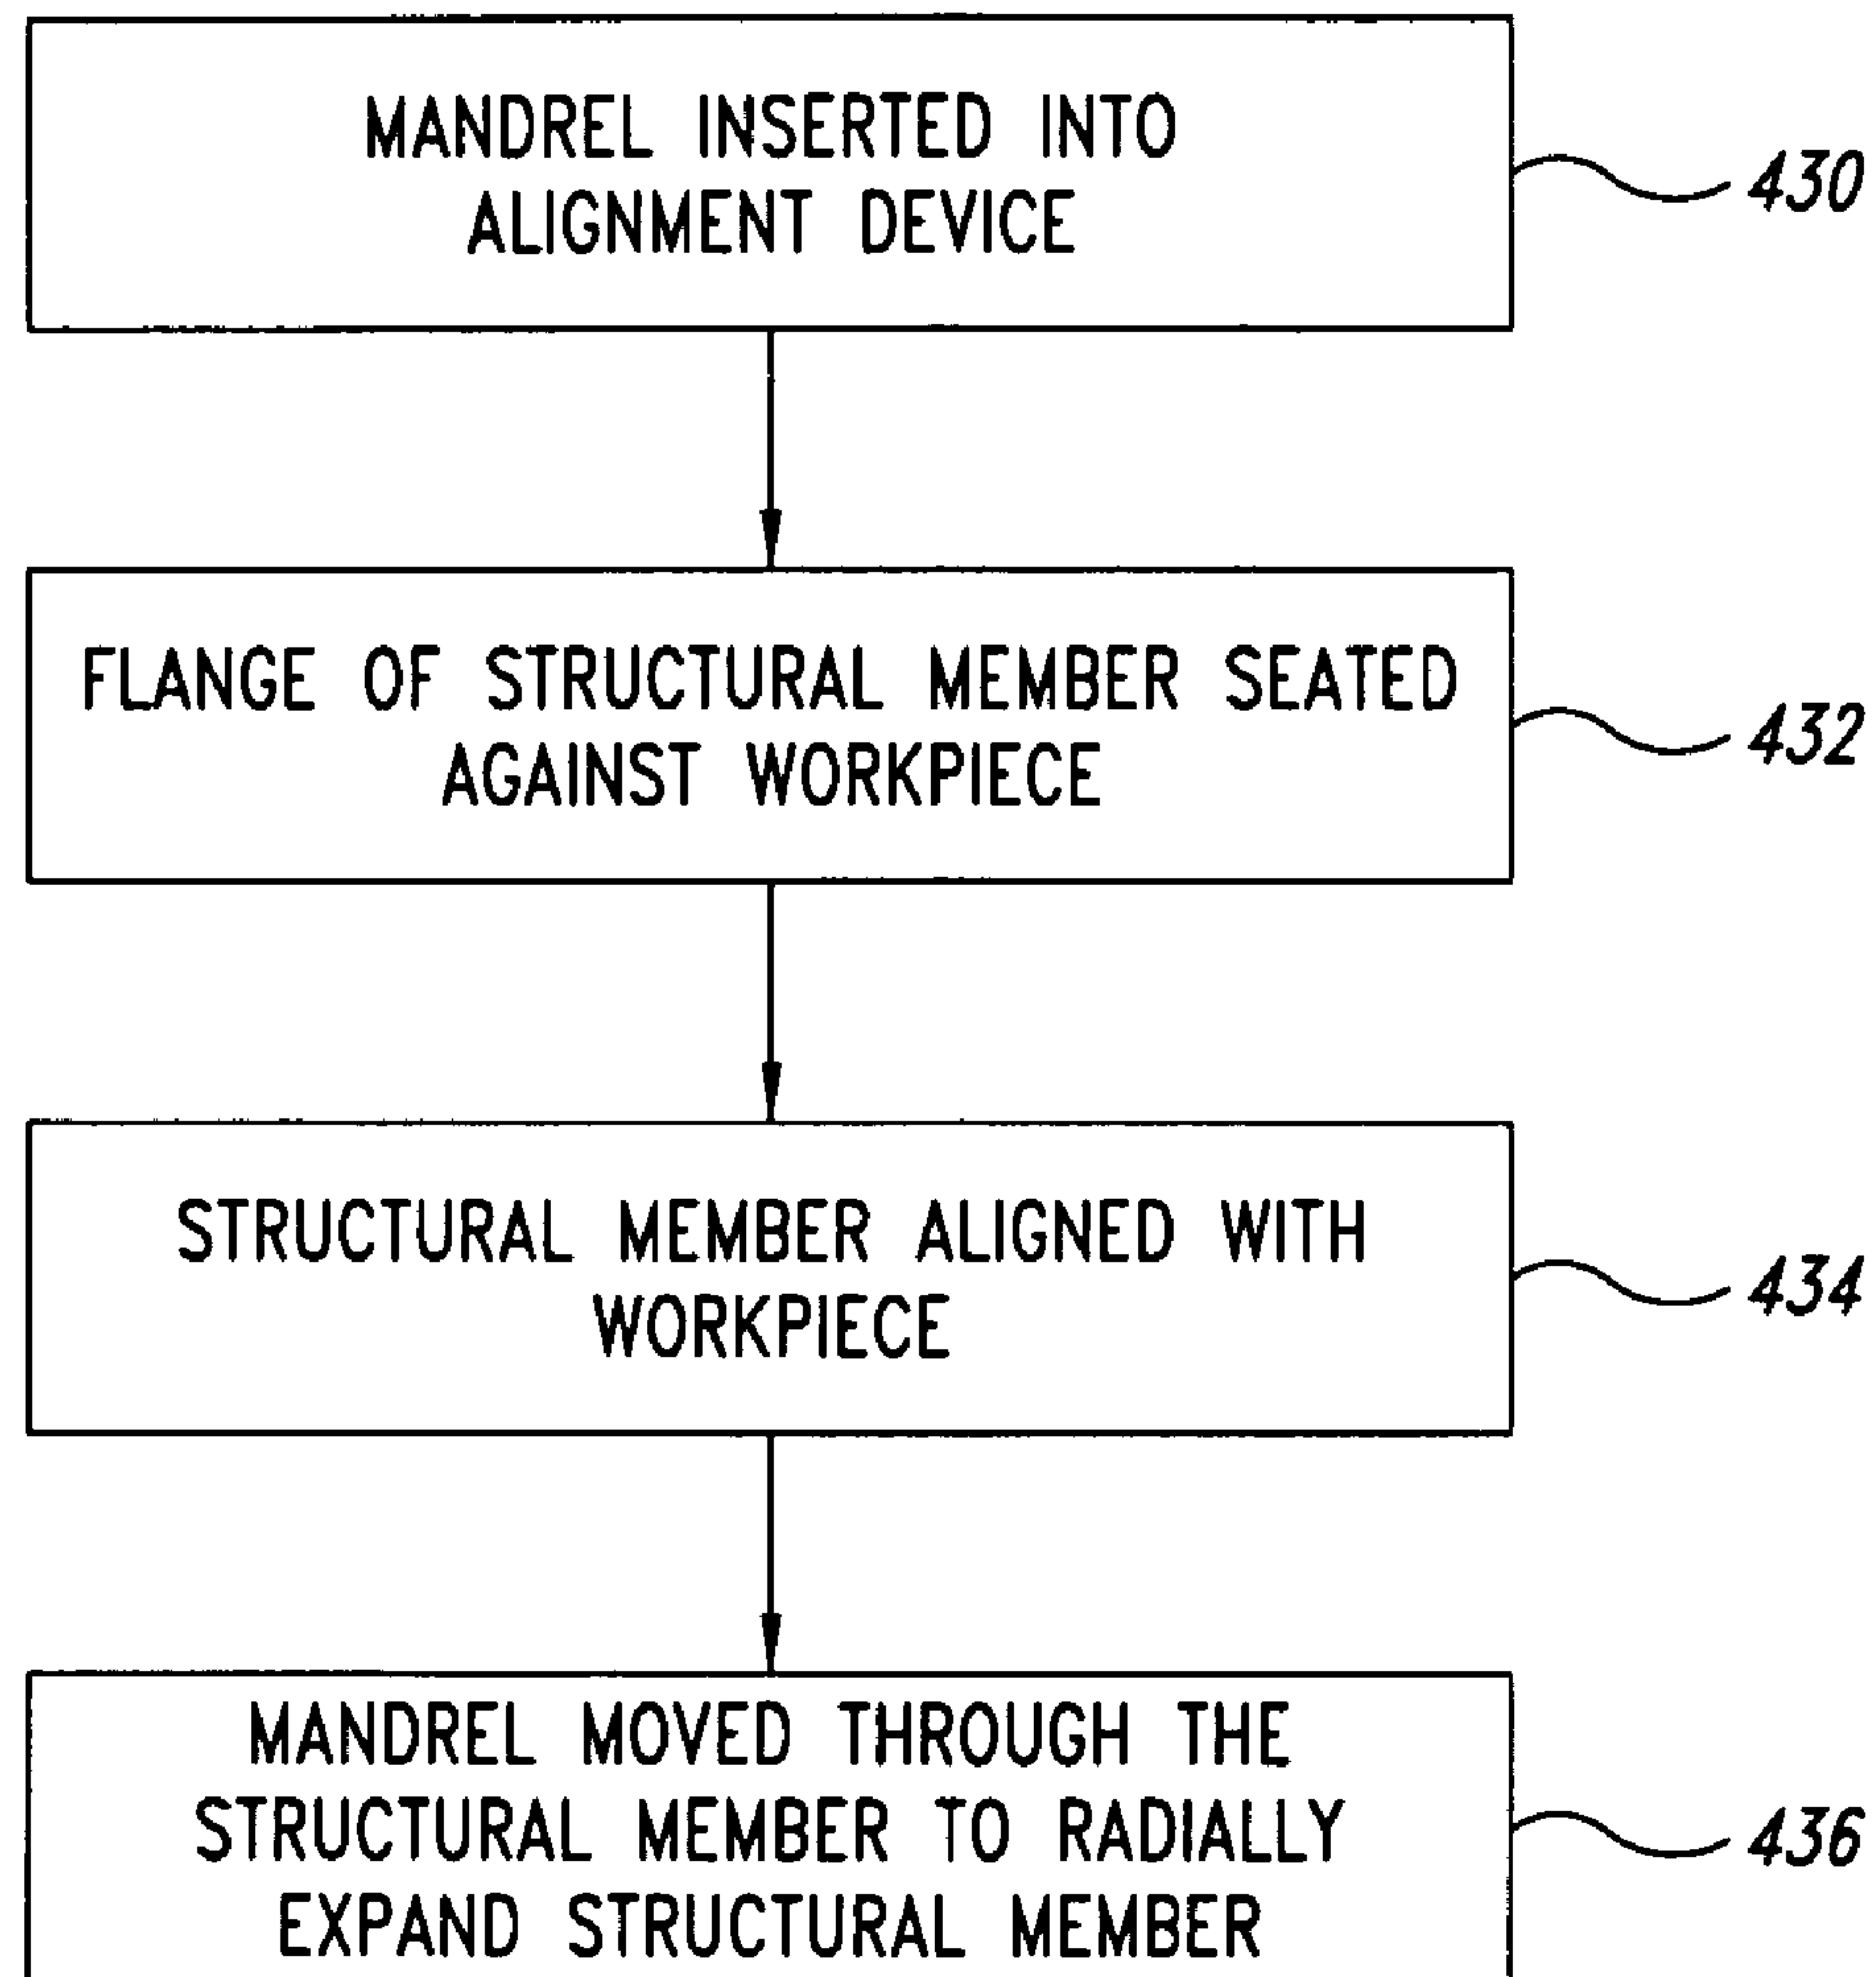 MANDREL INSERTED INTO
ALIGNMENT DEVICE
430
FLANGE OF STRUCTURAL MEMBER SEATED
AGAINST WORKPIECE
432
STRUCTURAL MEMBER ALIGNED WITH
WORKPIECE
434
MANDREL MOVED THROUGH THE
STRUCTURAL MEMBER TO RADIALLY
EXPAND STRUCTURAL MEMBER
436